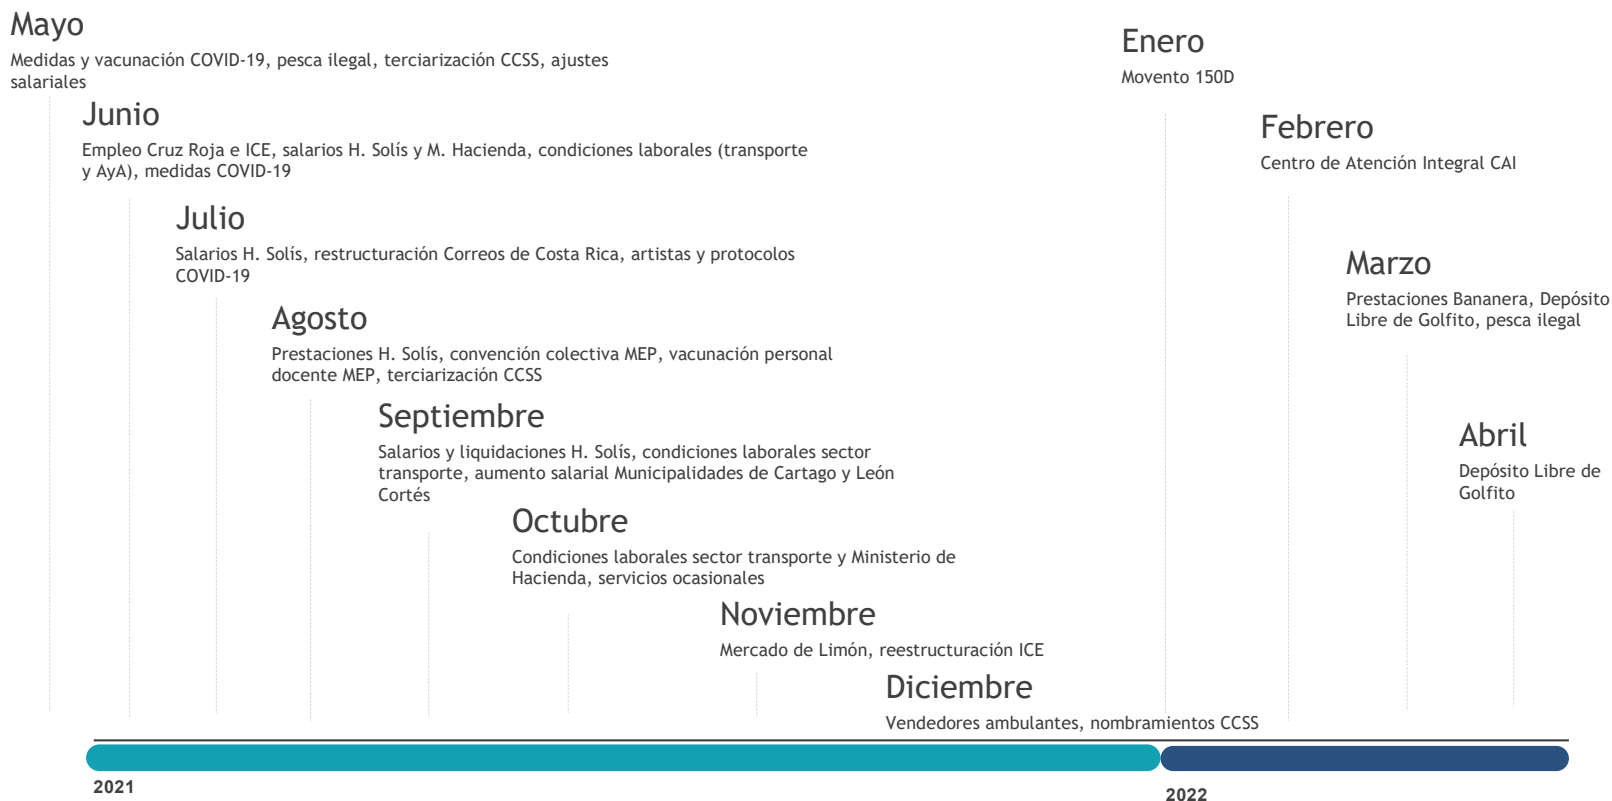 Mayo
Medidas y vacunación COVID-19, pesca ilegal, terciarización CCSS, ajustes
salariales
Junio
Empleo Cruz Roja e ICE, salarios H. Solís y M. Hacienda, condiciones laborales (transporte
y AyA), medidas COVID-19
Julio
Salarios H. Solís, restructuración Correos de Costa Rica, artistas y protocolos
COVID-19
Agosto
Prestaciones H. Solís, convención colectiva MEP, vacunación personal
docente MEP, terciarización CCSS
Septiembre
Salarios y liquidaciones H. Solís, condiciones laborales sector
transporte, aumento salarial Municipalidades de Cartago y León
Cortés
Octubre
Condiciones laborales sector transporte y Ministerio de
Hacienda, servicios ocasionales
Noviembre
Mercado de Limón, reestructuración ICE
Diciembre
Vendedores ambulantes, nombramientos CCSS
Enero
Movento 150D
Febrero
Centro de Atención Integral CAI
Marzo
Prestaciones Bananera, Depósito
Libre de Golfito, pesca ilegal
Abril
Depósito Libre de
Golfito
2021
2022